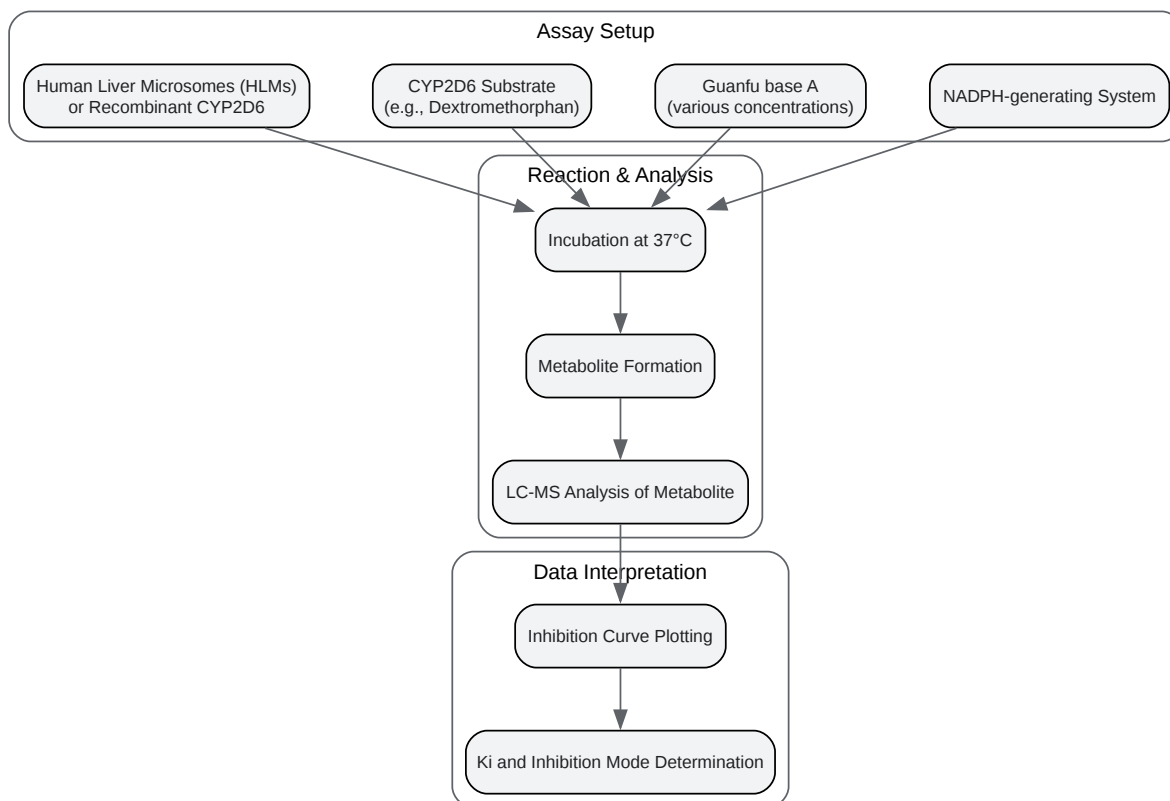 Assay Setup
Human Liver Microsomes (HLMs)
or Recombinant CYP2D6
CYP2D6 Substrate
(e.g., Dextromethorphan)
Guanfu base A
(various concentrations)
NADPH-generating System
Reaction & Analysis
Incubation at 37°C
Metabolite Formation
LC-MS Analysis of Metabolite
Data Interpretation
Inhibition Curve Plotting
Ki and Inhibition Mode Determination